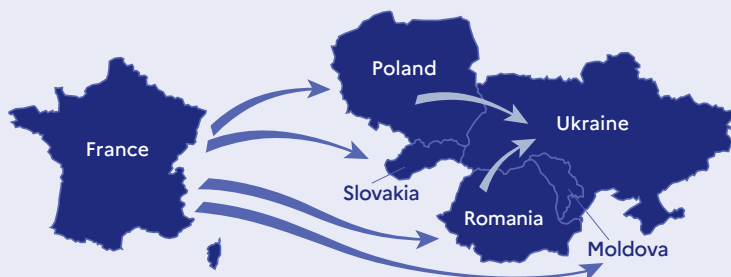 Poland
Ukraine
France
Slovakia
Romania
Moldova